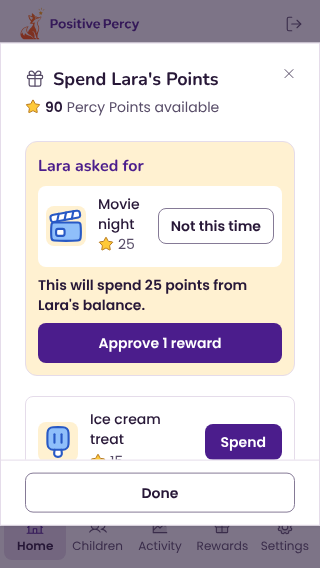 Positive Percy
Spend Lara's Points
90 Percy Points available
Lara asked for
Movie
night
25
Not this time
This will spend 25 points from
Lara's balance.
Approve 1 reward
Ice cream
treat
15
Spend
Done
Home
Children
Activity
Rewards
Settings